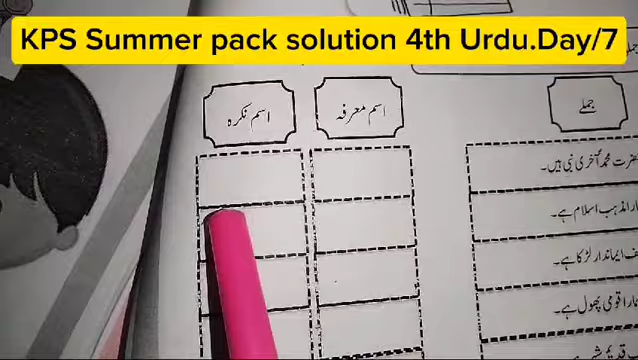 KPS Summer pack solution 4th Urdu.Day/7
جملے
اسم معرفہ
اسم نکرہ
محمد آخری نبی ہیں۔
مذہب اسلام ہے۔
ایماندار لڑکا ہے۔
قومی پھول ہے۔
قدیم